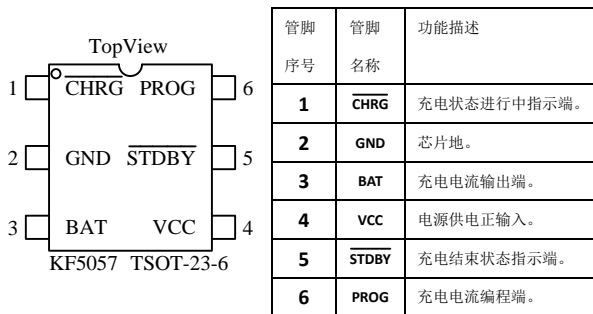 TopView
1 CHRG PROG 6
2 GND STDBY 5
3 BAT VCC 4
KF5057 TSOT-23-6
管脚序号 管脚名称 功能描述
1 CHRG 充电状态进行中指示端。
2 GND 芯片地。
3 BAT 充电电流输出端。
4 VCC 电源供电正输入。
5 STDBY 充电结束状态指示端。
6 PROG 充电电流编程端。